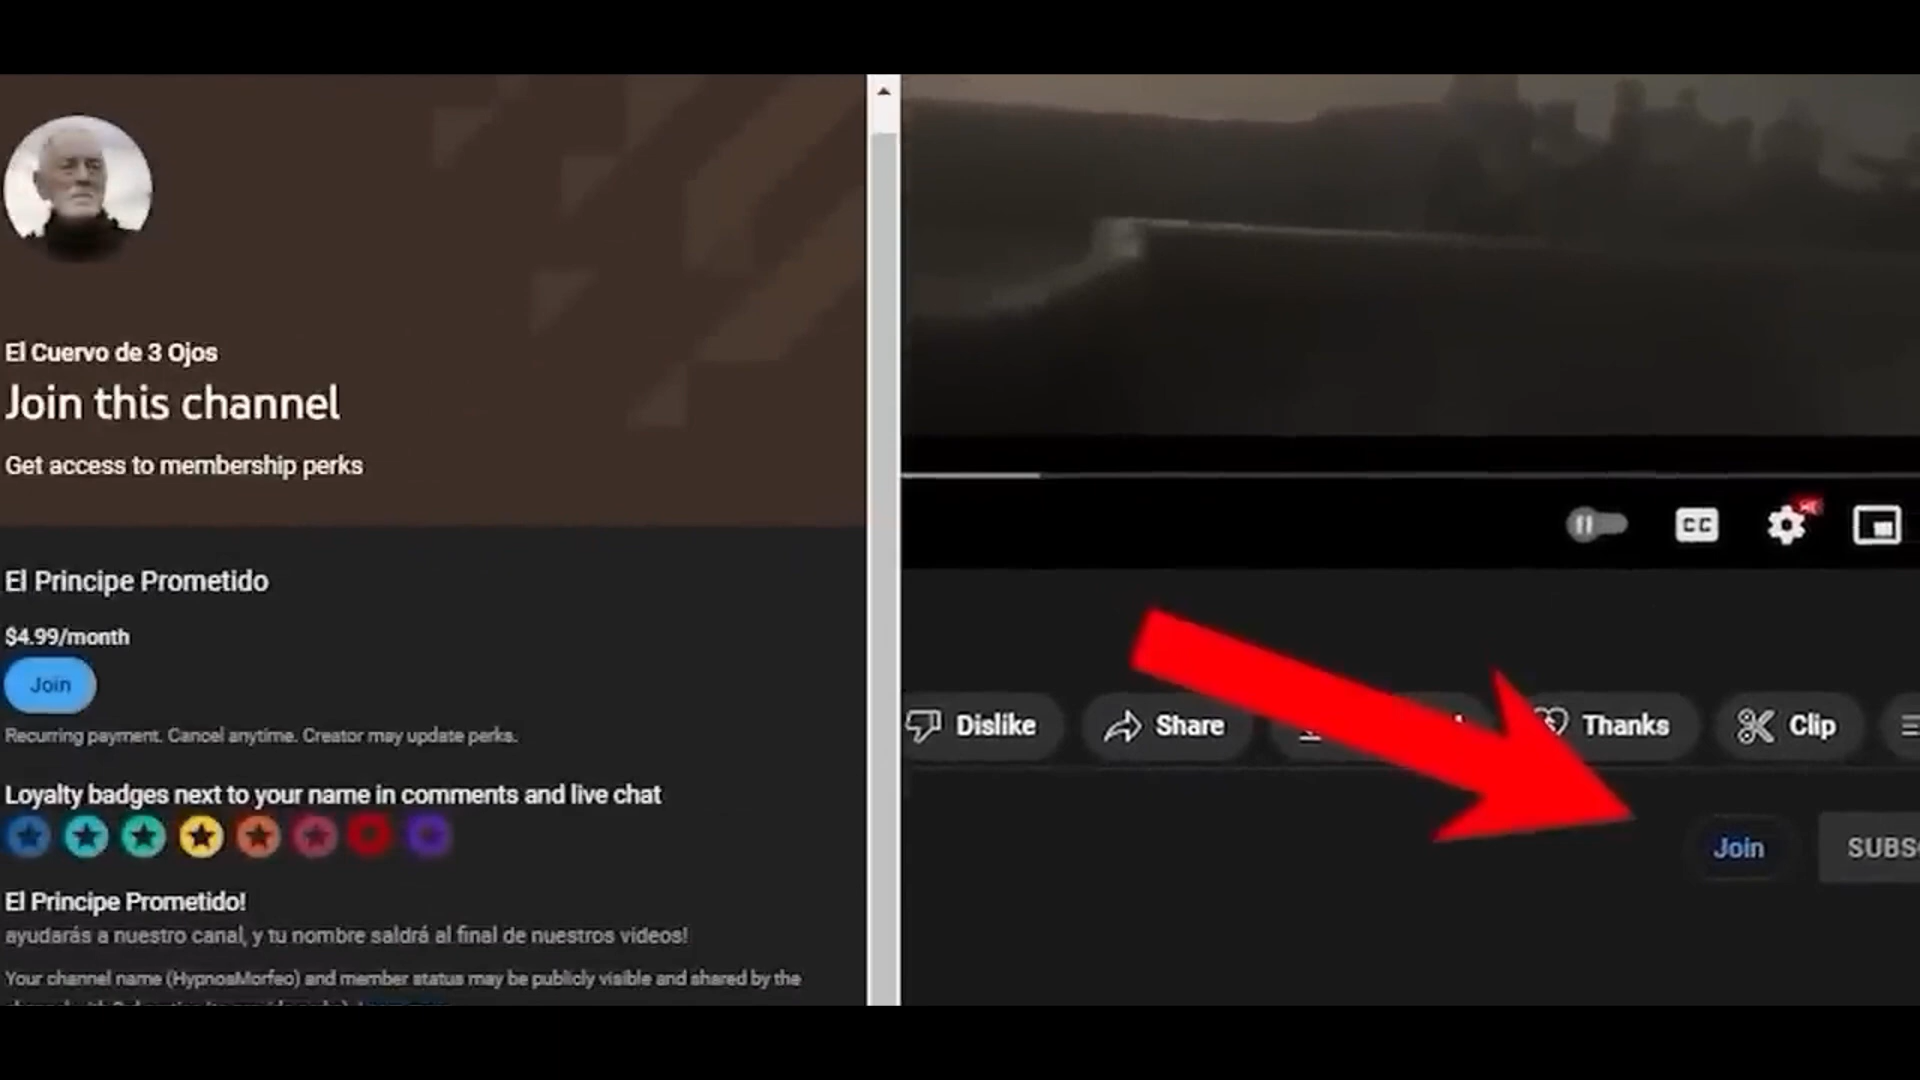 El Cuervo de 3 Ojos
Join this channel
Get access to membership perks
El Principe Prometido
$4.99/month
Join
Recurring payment. Cancel anytime. Creator may update perks.
Loyalty badges next to your name in comments and live chat
El Principe Prometido!
ayudarás a nuestro canal, y tu nombre saldrá al final de nuestros videos!
Your channel name (HypnosMorfeo) and member status may be publicly visible and shared by the
CC
Dislike
Share
Thanks
Clip
Join
SUBSC